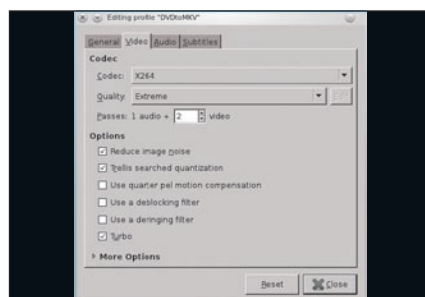 Editing profile "DVDtoMKV"
General Video Audio Subtitles
Codec
Codec: X264
Quality: Extreme
Passes: 1 audio + 2 video
Options
Reduce image noise
Trellis searched quantization
Use quarter pel motion compensation
Use a deblocking filter
Use a deringing filter
Turbo
More Options
Reset Close